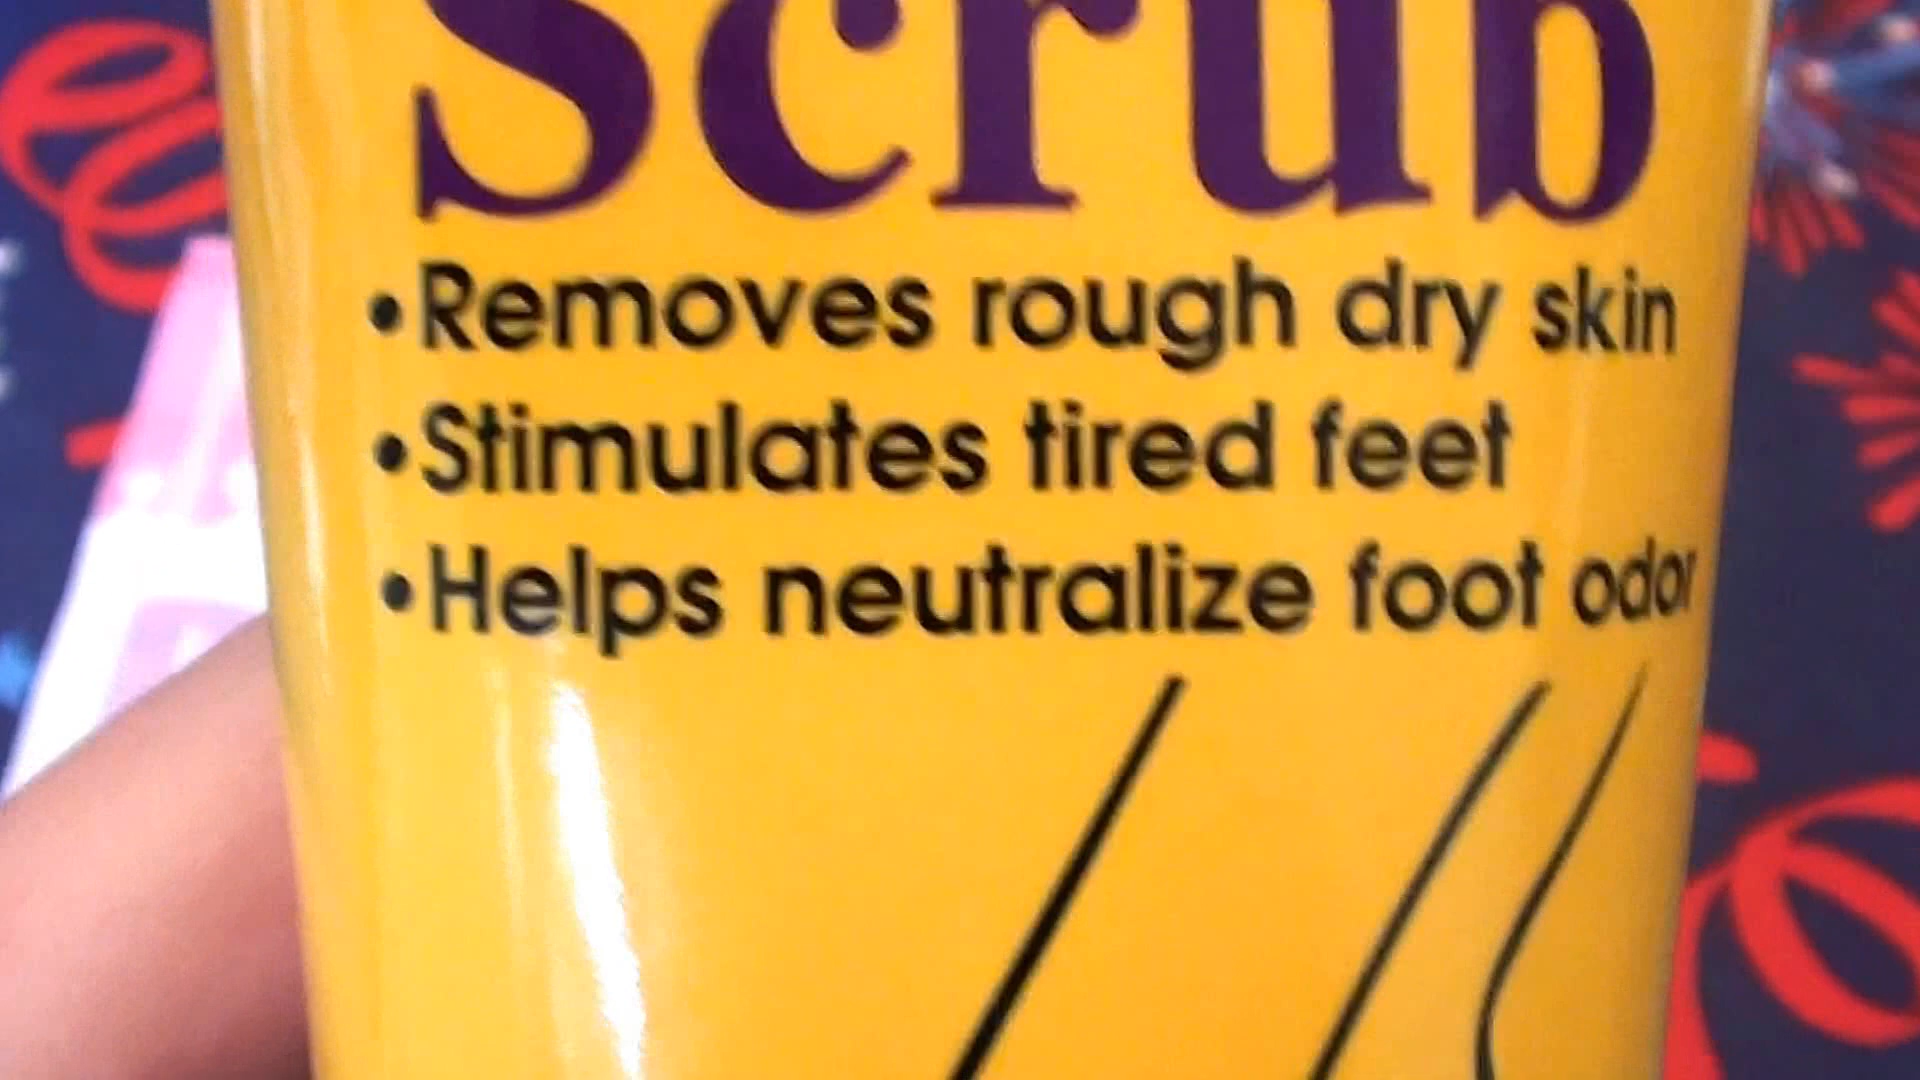 Scrub
•Removes rough dry skin
•Stimulates tired feet
•Helps neutralize foot odor